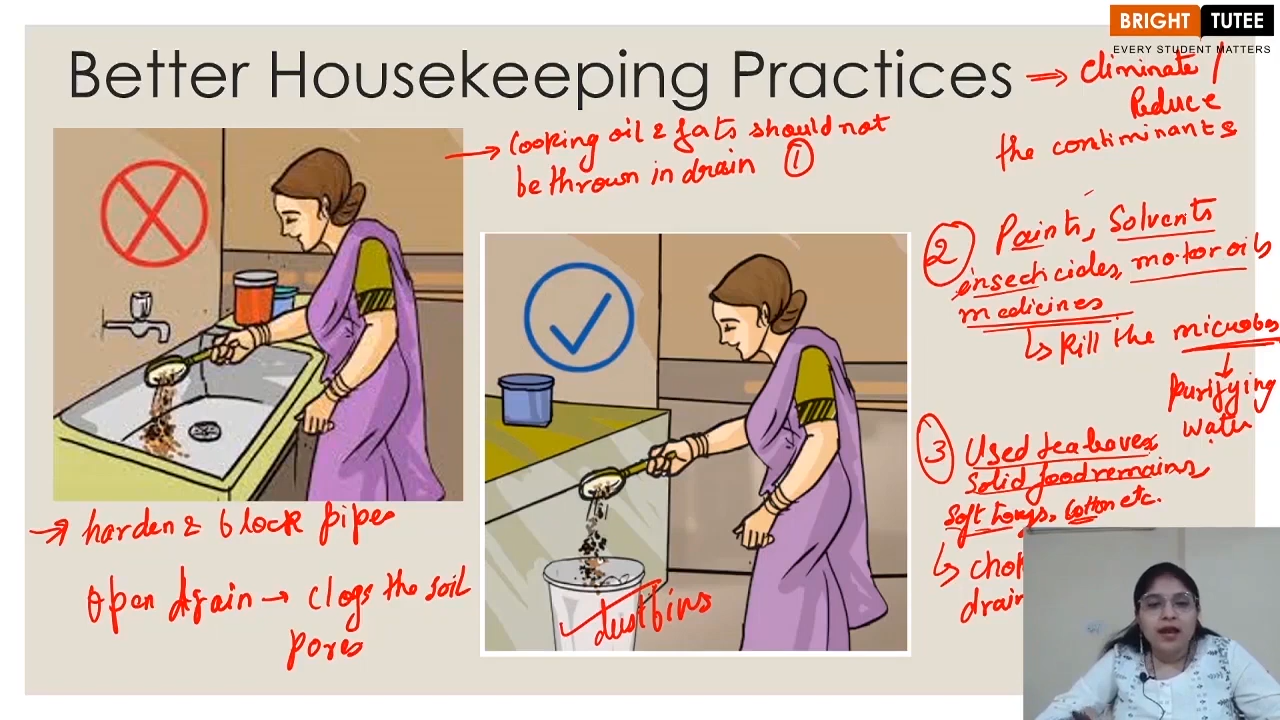 BRIGHT TUTEE
EVERY STUDENT MATTERS
Better Housekeeping Practices
→ Eliminate /
Reduce
the contiminants
→ Cooking oil & fats should not
be thrown in drain ①
② Paints, Solvents
insecticides, motor oils
medicines
↳ Kill the microbes
↓
Purifying
water
③ Used tea leaves,
Solid food remains,
Soft toys, Cotton etc.
↳ chok
drain
→ harden & block pipes
Open drain → clogs the soil
pores
dustbins